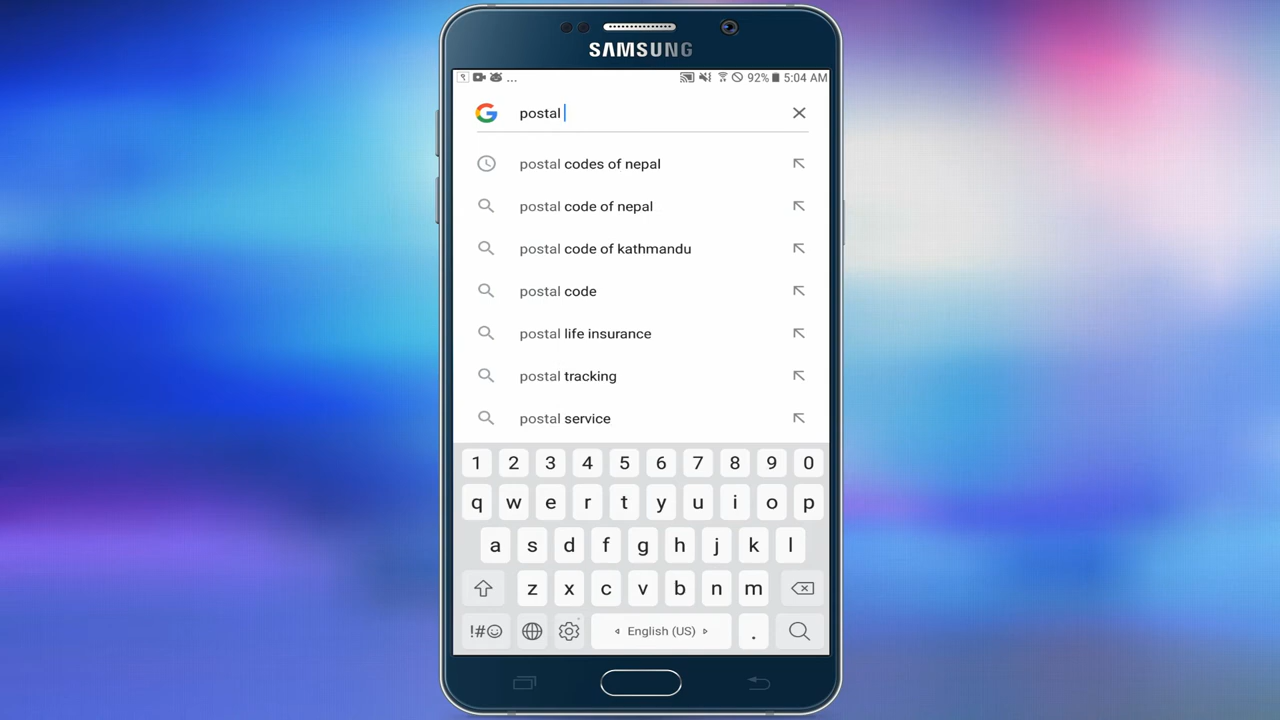 SAMSUNG
... 92% 5:04 AM
postal
postal codes of nepal
postal code of nepal
postal code of kathmandu
postal code
postal life insurance
postal tracking
postal service
1 2 3 4 5 6 7 8 9 0
q w e r t y u i o p
a s d f g h j k l
z x c v b n m
!#☺ English (US) .